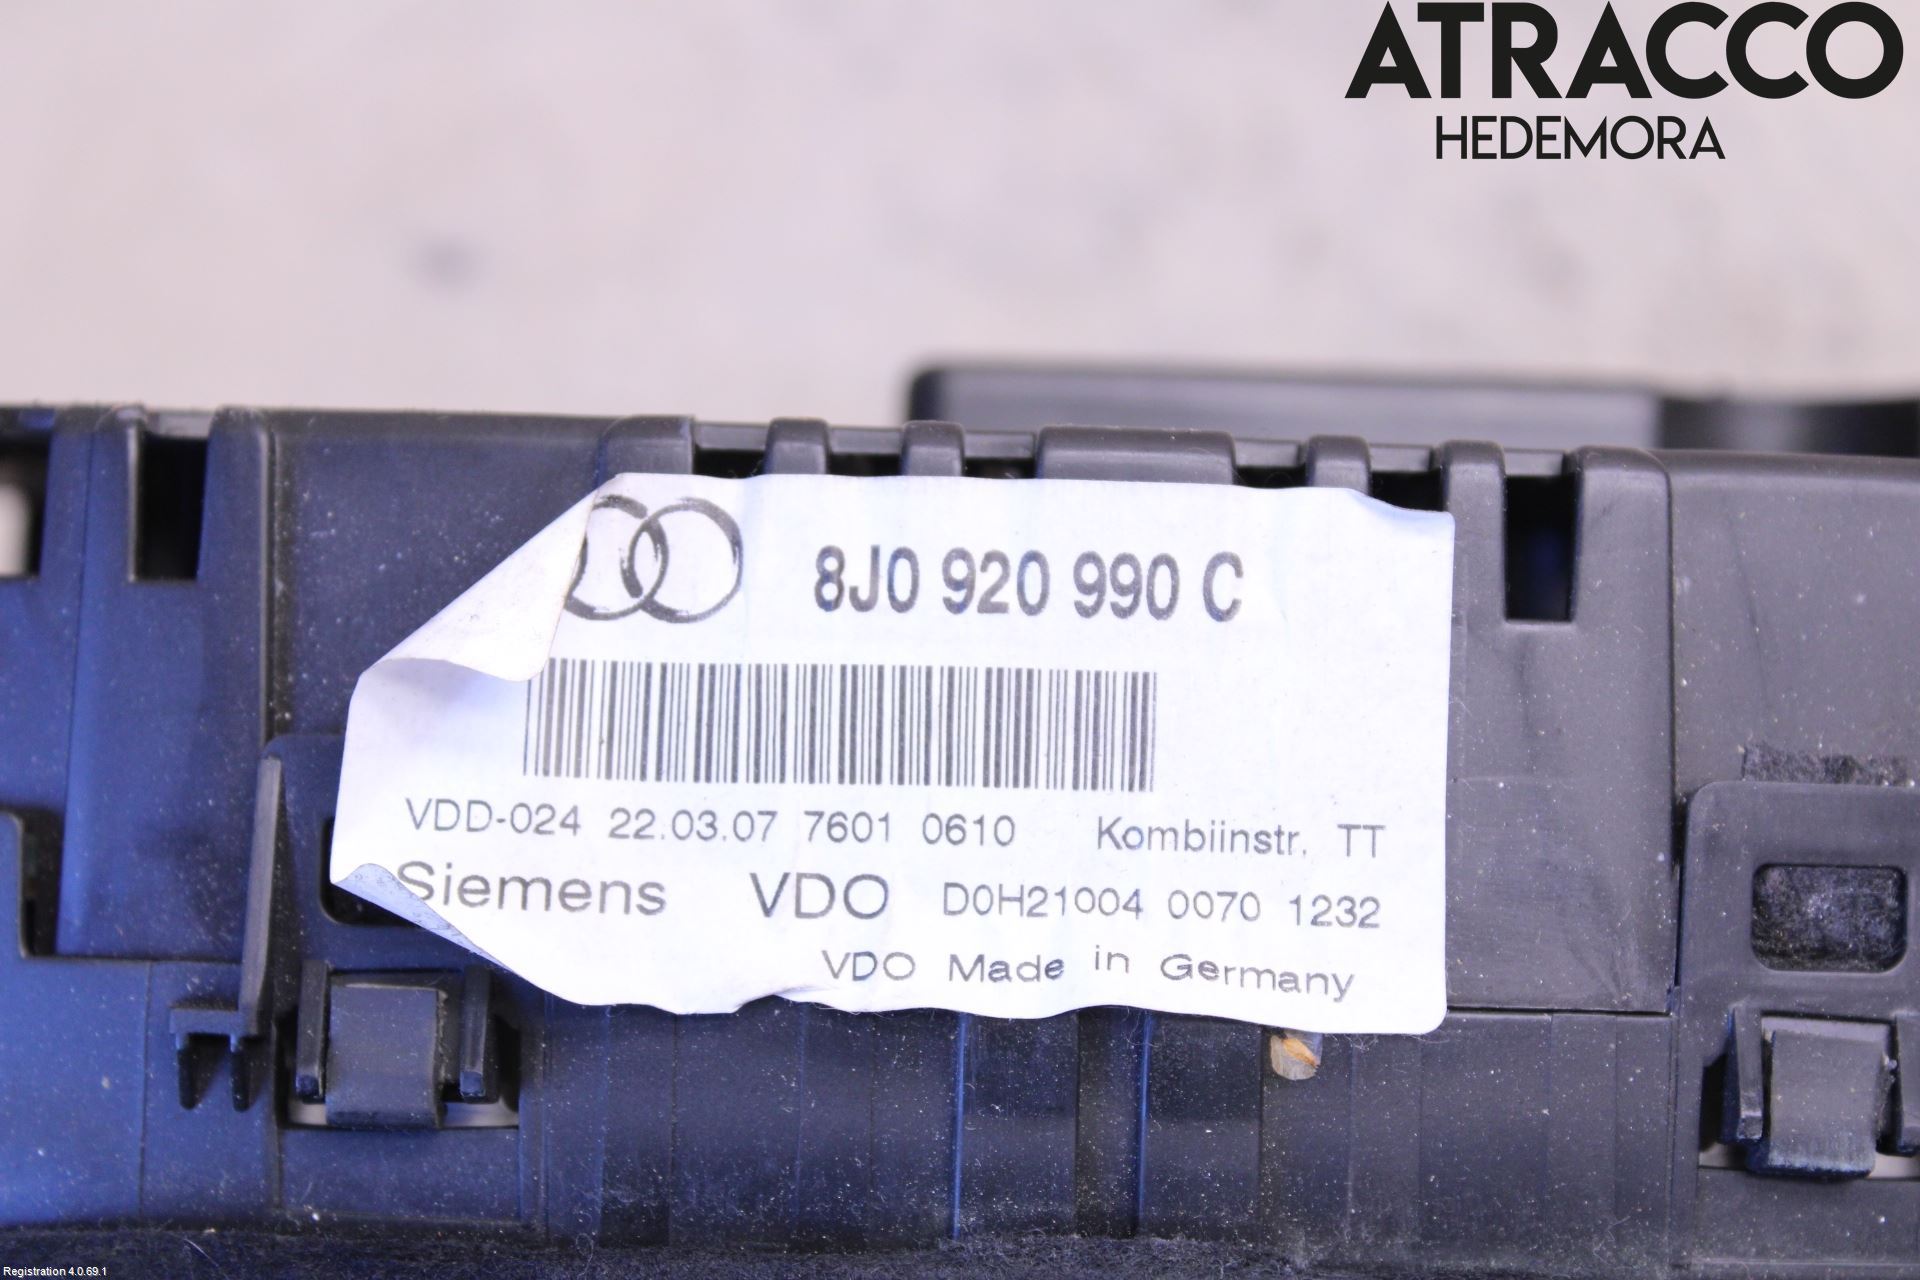 ATRACCO
HEDEMORA
8J0 920 990 C
VDD-024 22.03.07 7601 0610 Kombiinstr. TT
Siemens VDO D0H21004 0070 1232
VDO Made in Germany
Registration 4.0.69.1